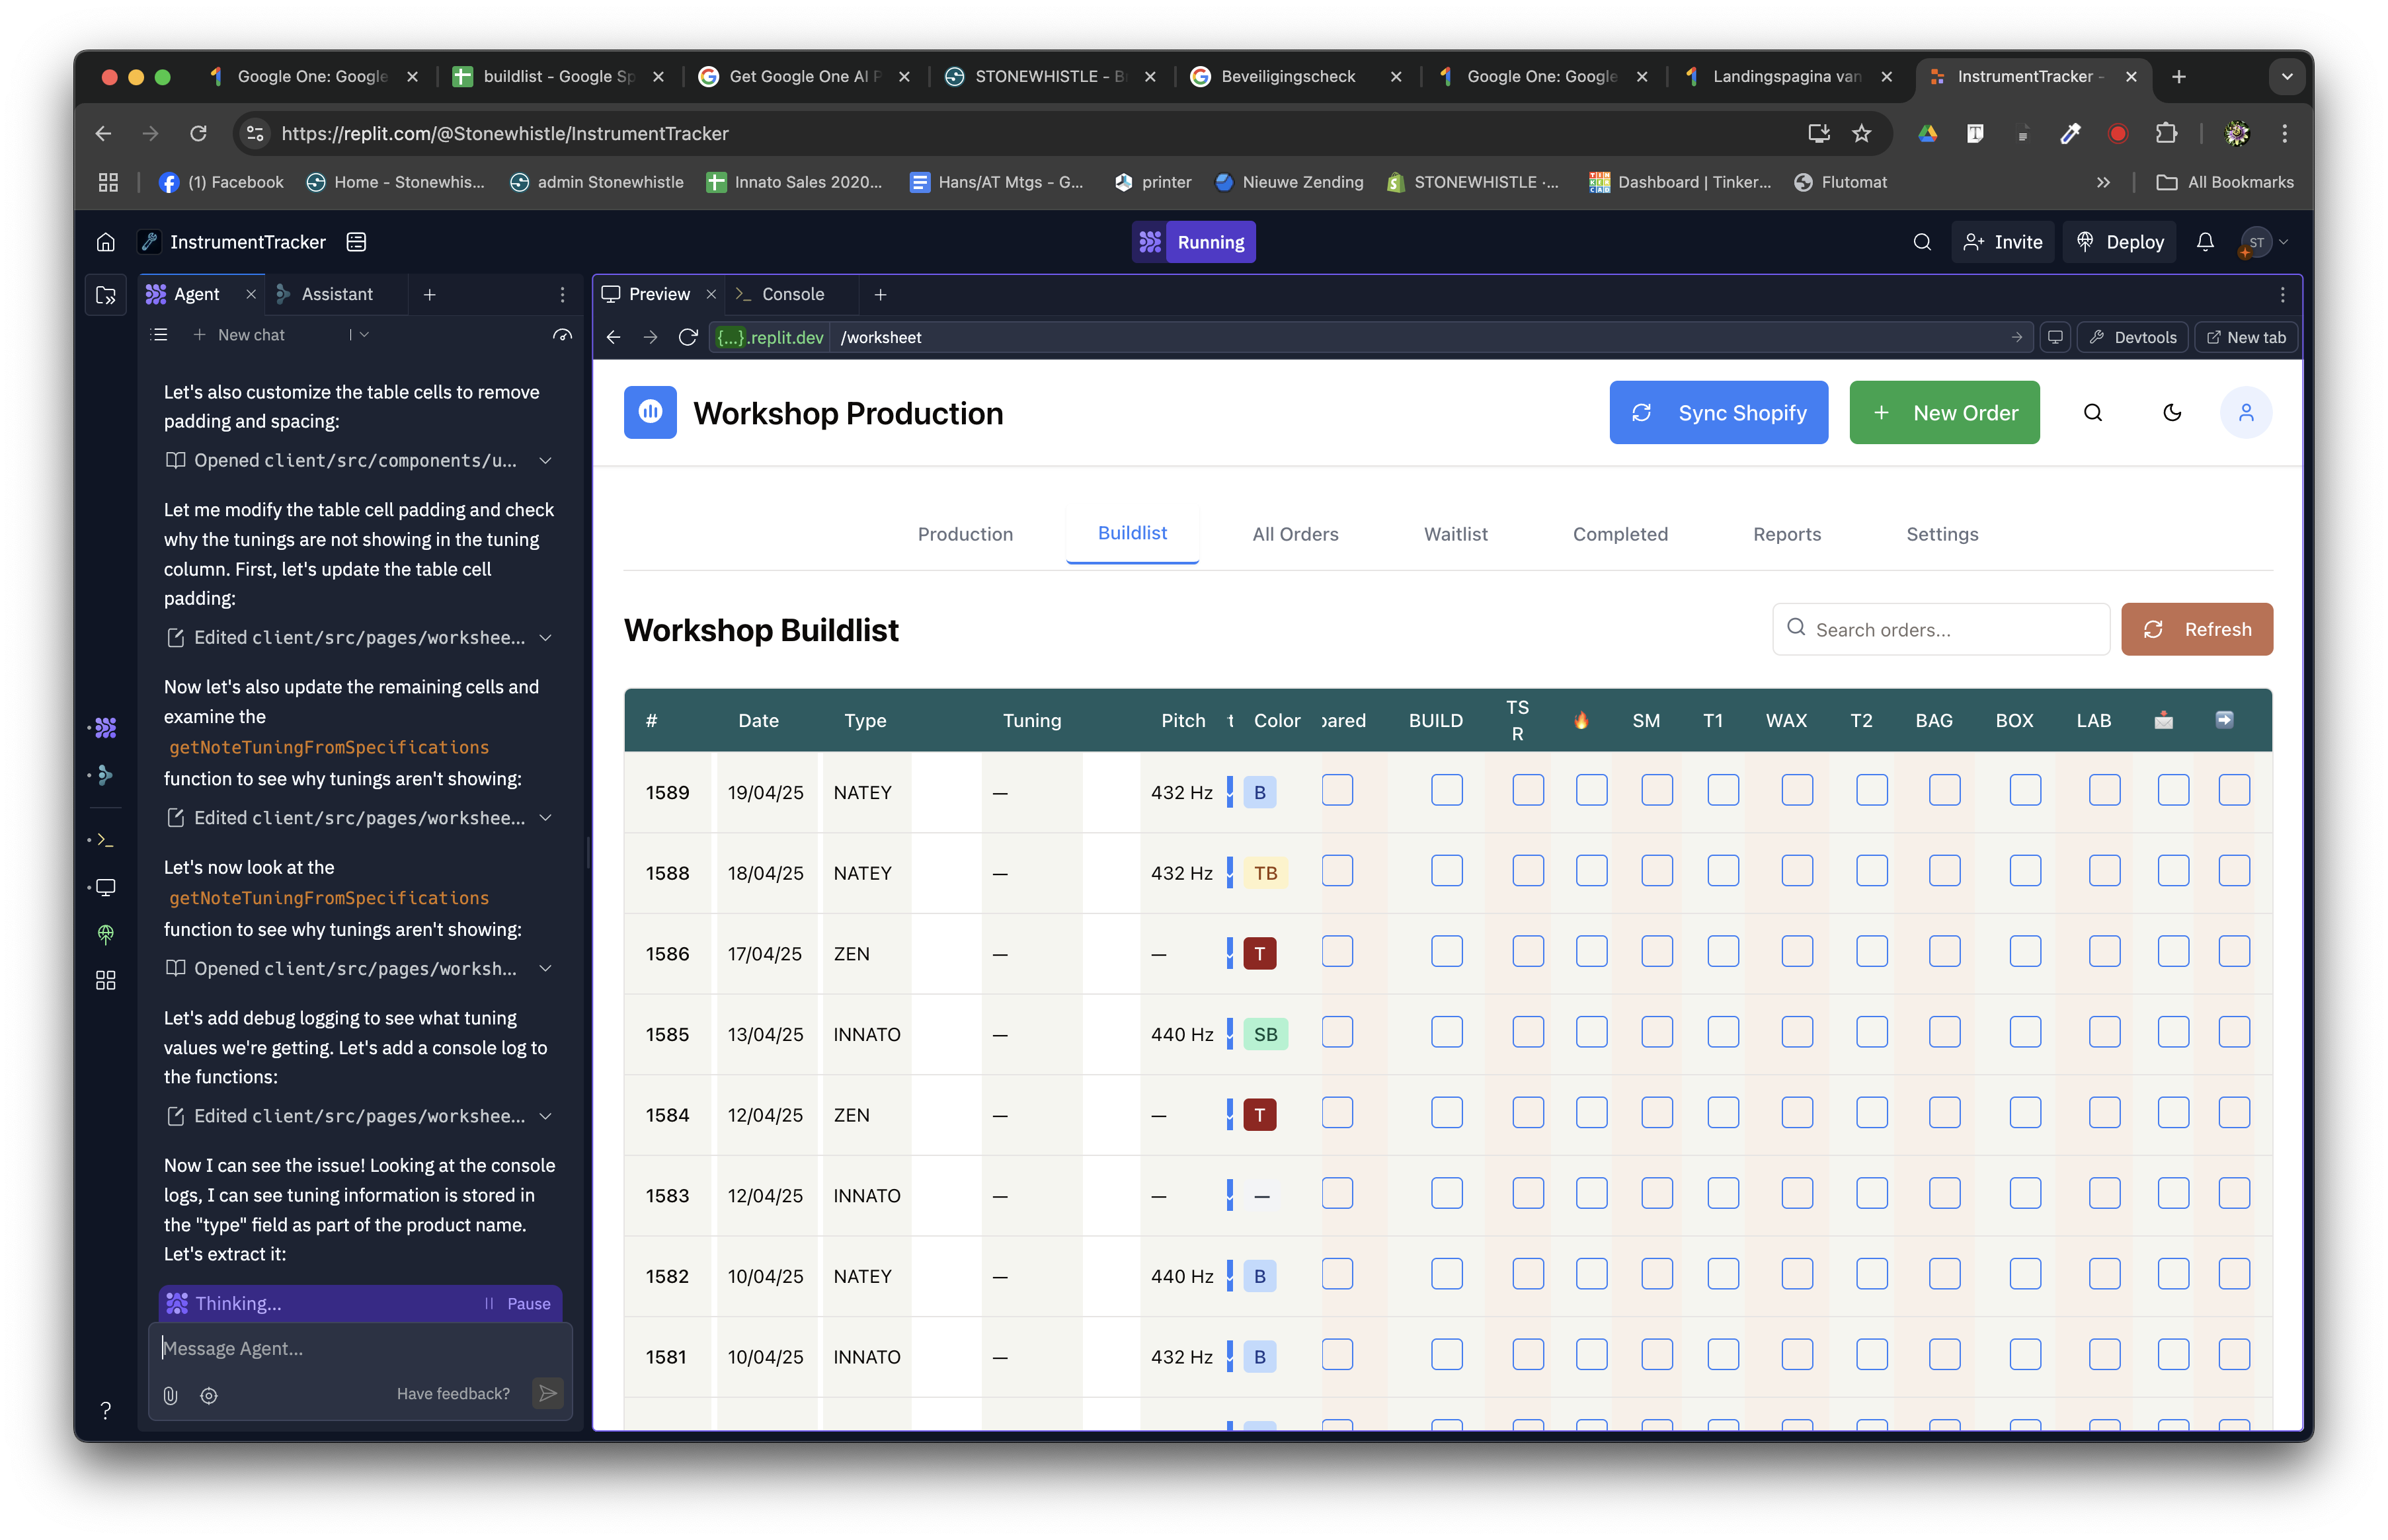 Google One: Google
buildlist - Google Sp
Get Google One AI P
STONEWHISTLE - B
Beveiligingscheck
Google One: Google
Landingspagina van
InstrumentTracker -
https://replit.com/@Stonewhistle/InstrumentTracker
(1) Facebook
Home - Stonewhis...
admin Stonewhistle
Innato Sales 2020...
Hans/AT Mtgs - G...
printer
Nieuwe Zending
STONEWHISTLE ·...
Dashboard | Tinker...
Flutomat
All Bookmarks
InstrumentTracker
Running
Invite
Deploy
ST
Agent
Assistant
New chat
Let's also customize the table cells to remove
padding and spacing:
Opened client/src/components/u...
Let me modify the table cell padding and check
why the tunings are not showing in the tuning
column. First, let's update the table cell
padding:
Edited client/src/pages/workshee...
Now let's also update the remaining cells and
examine the
getNoteTuningFromSpecifications
function to see why tunings aren't showing:
Edited client/src/pages/workshee...
Let's now look at the
getNoteTuningFromSpecifications
function to see why tunings aren't showing:
Opened client/src/pages/worksh...
Let's add debug logging to see what tuning
values we're getting. Let's add a console log to
the functions:
Edited client/src/pages/workshee...
Now I can see the issue! Looking at the console
logs, I can see tuning information is stored in
the "type" field as part of the product name.
Let's extract it:
Thinking...
Pause
Message Agent...
Have feedback?
?
Preview
Console
{...}.replit.dev
/worksheet
Devtools
New tab
Workshop Production
Sync Shopify
+ New Order
Production
Buildlist
All Orders
Waitlist
Completed
Reports
Settings
Workshop Buildlist
Search orders...
Refresh
# Date Type Tuning Pitch t Color pared BUILD TSR 🔥 SM T1 WAX T2 BAG BOX LAB 📩 ➡️
1589 19/04/25 NATEY — 432 Hz B
1588 18/04/25 NATEY — 432 Hz TB
1586 17/04/25 ZEN — — T
1585 13/04/25 INNATO — 440 Hz SB
1584 12/04/25 ZEN — — T
1583 12/04/25 INNATO — — —
1582 10/04/25 NATEY — 440 Hz B
1581 10/04/25 INNATO — 432 Hz B